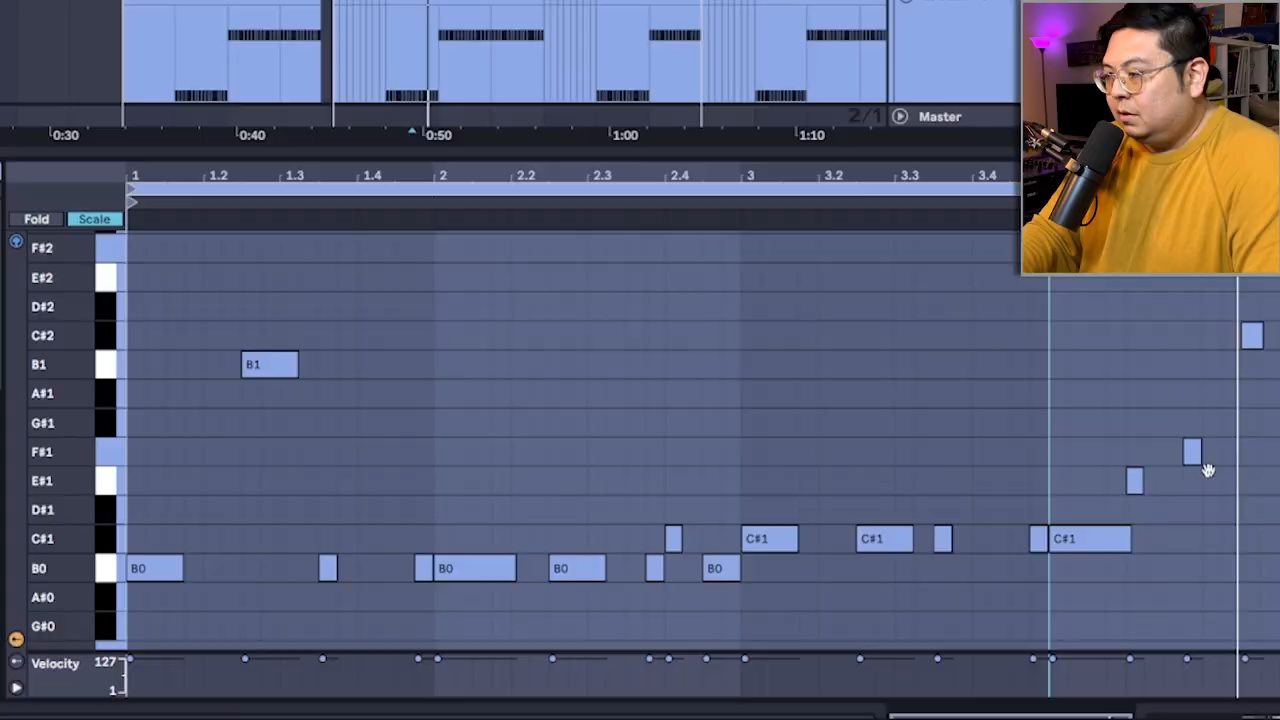 2/1 Master
0:30 0:40 0:50 1:00 1:10
1 1.2 1.3 1.4 2 2.2 2.3 2.4 3 3.2 3.3 3.4
Fold Scale
F#2
E#2
D#2
C#2
B1 B1
A#1
G#1
F#1
E#1
D#1
C#1 C#1 C#1 C#1
B0 B0 B0 B0 B0
A#0
G#0
Velocity 127
1